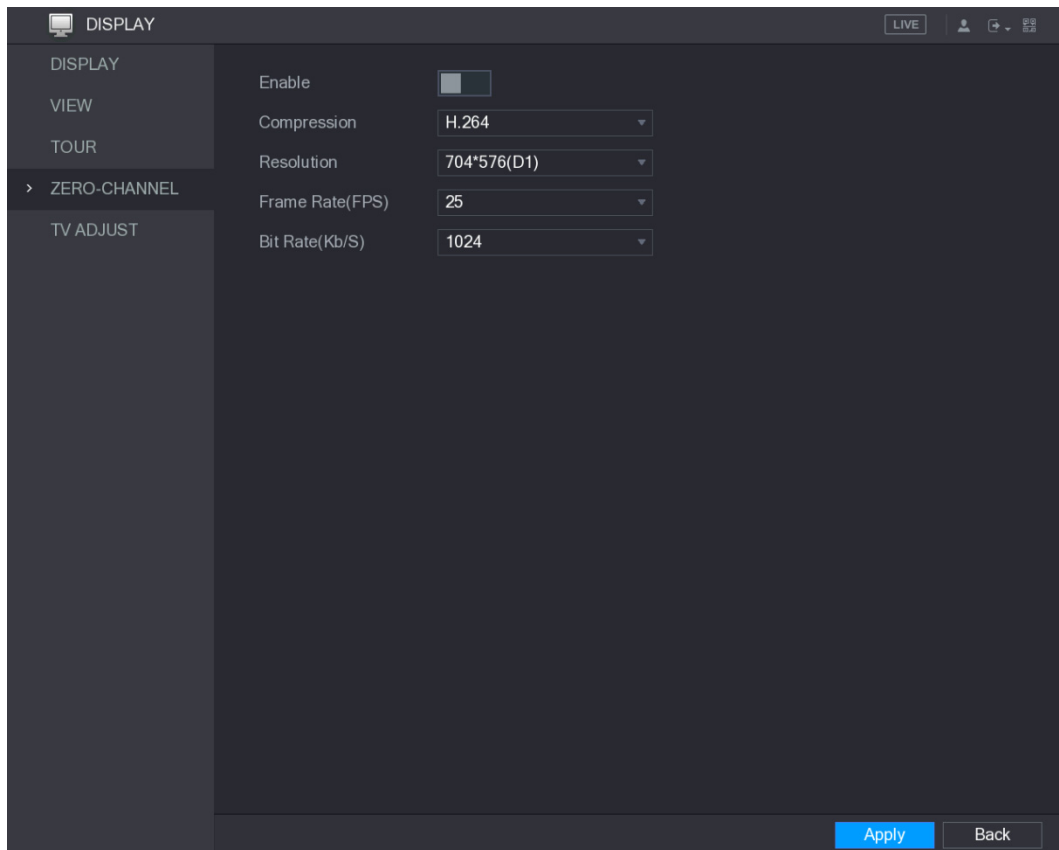 DISPLAY
LIVE
DISPLAY
VIEW
TOUR
ZERO-CHANNEL
TV ADJUST
Enable
Compression H.264
Resolution 704*576(D1)
Frame Rate(FPS) 25
Bit Rate(Kb/S) 1024
Apply Back